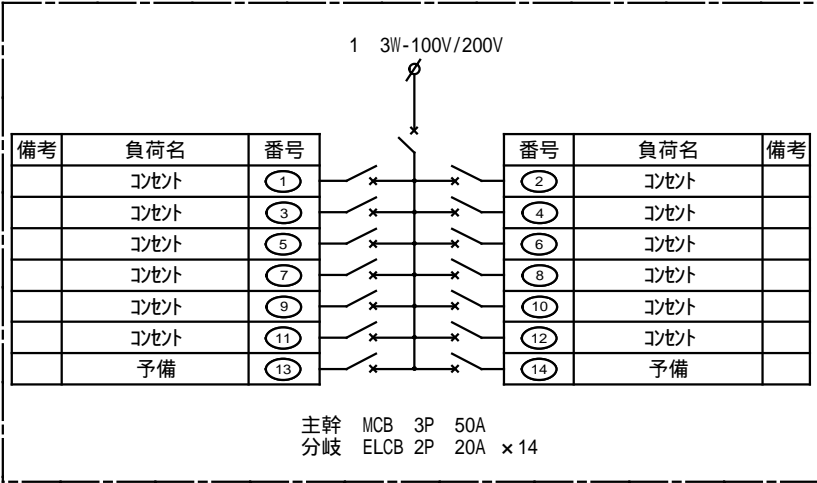 1 3W-100V/200V
備考 負荷名 番号 番号 負荷名 備考
コンセント 1 2 コンセント
コンセント 3 4 コンセント
コンセント 5 6 コンセント
コンセント 7 8 コンセント
コンセント 9 10 コンセント
コンセント 11 12 コンセント
予備 13 14 予備
主幹 MCB 3P 50A
分岐 ELCB 2P 20A ×14